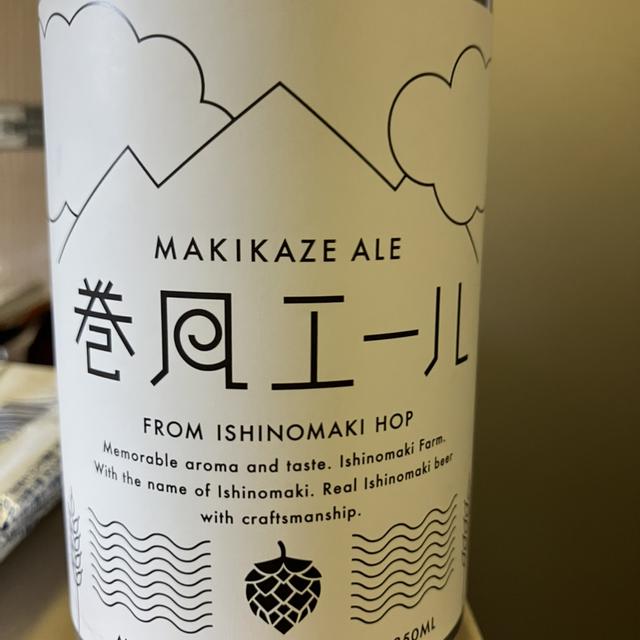 MAKIKAZE ALE
巻風エール
FROM ISHINOMAKI HOP
Memorable aroma and taste. Ishinomaki Farm.
With the name of Ishinomaki. Real Ishinomaki beer
with craftsmanship.